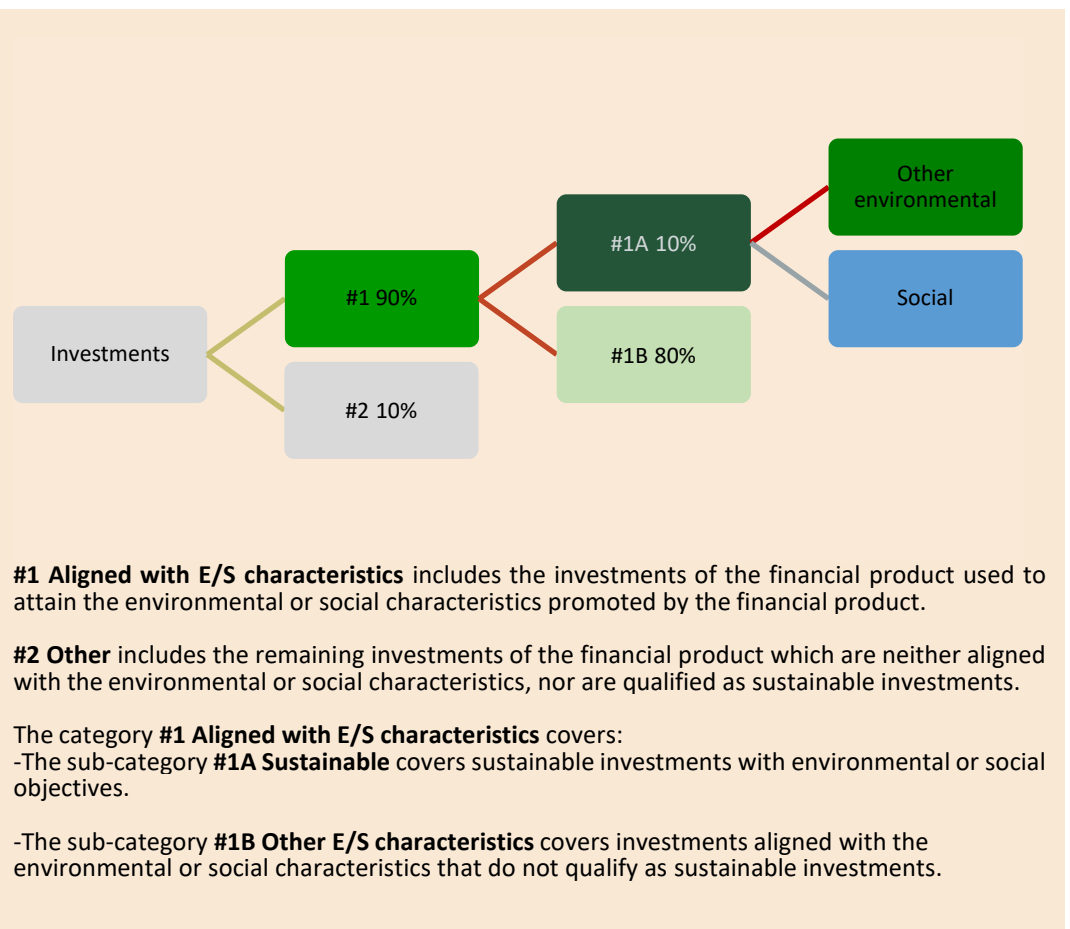 Other
environmental
#1A 10%
#1 90%
Social
Investments
#1B 80%
#2 10%
#1 Aligned with E/S characteristics includes the investments of the financial product used to
attain the environmental or social characteristics promoted by the financial product.
#2 Other includes the remaining investments of the financial product which are neither aligned
with the environmental or social characteristics, nor are qualified as sustainable investments.
The category #1 Aligned with E/S characteristics covers:
-The sub-category #1A Sustainable covers sustainable investments with environmental or social
objectives.
-The sub-category #1B Other E/S characteristics covers investments aligned with the
environmental or social characteristics that do not qualify as sustainable investments.